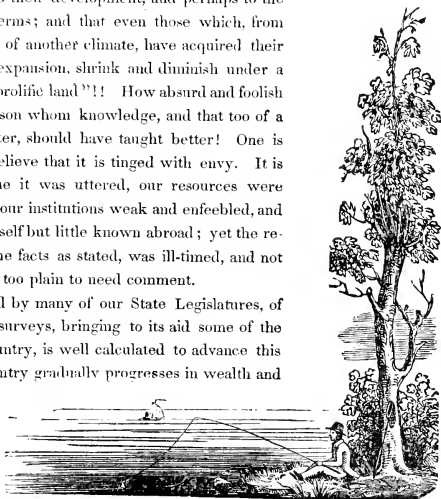 erms; and that even those which, from
of another climate, have acquired their
expansion, shrink and diminish under a
prolific land"!! How absurd and foolish
son whom knowledge, and that too of a
ter, should have taught better! One is
elieve that it is tinged with envy. It is
e it was uttered, our resources were
our institutions weak and enfeebled, and
self but little known abroad; yet the re-
e facts as stated, was ill-timed, and not
too plain to need comment.
l by many of our State Legislatures, of
surveys, bringing to its aid some of the
untry, is well calculated to advance this
ntry gradually progresses in wealth and